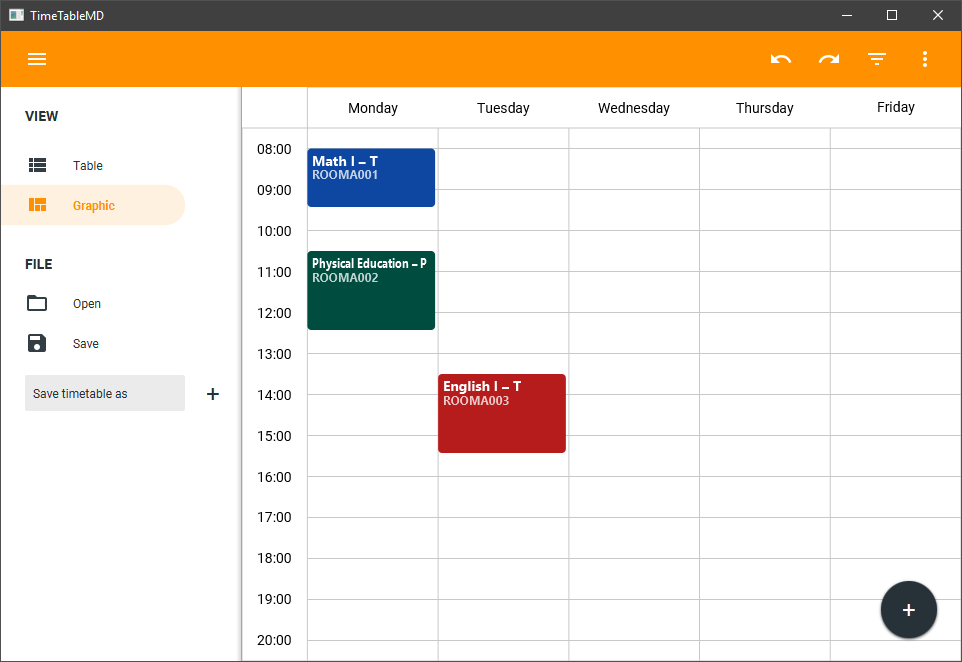 TimeTableMD
VIEW
Table
Graphic
FILE
Open
Save
Save timetable as
Monday Tuesday Wednesday Thursday Friday
08:00
Math I – T
ROOMA001
09:00
10:00
Physical Education – P
11:00
ROOMA002
12:00
13:00
English I – T
14:00
ROOMA003
15:00
16:00
17:00
18:00
19:00
20:00